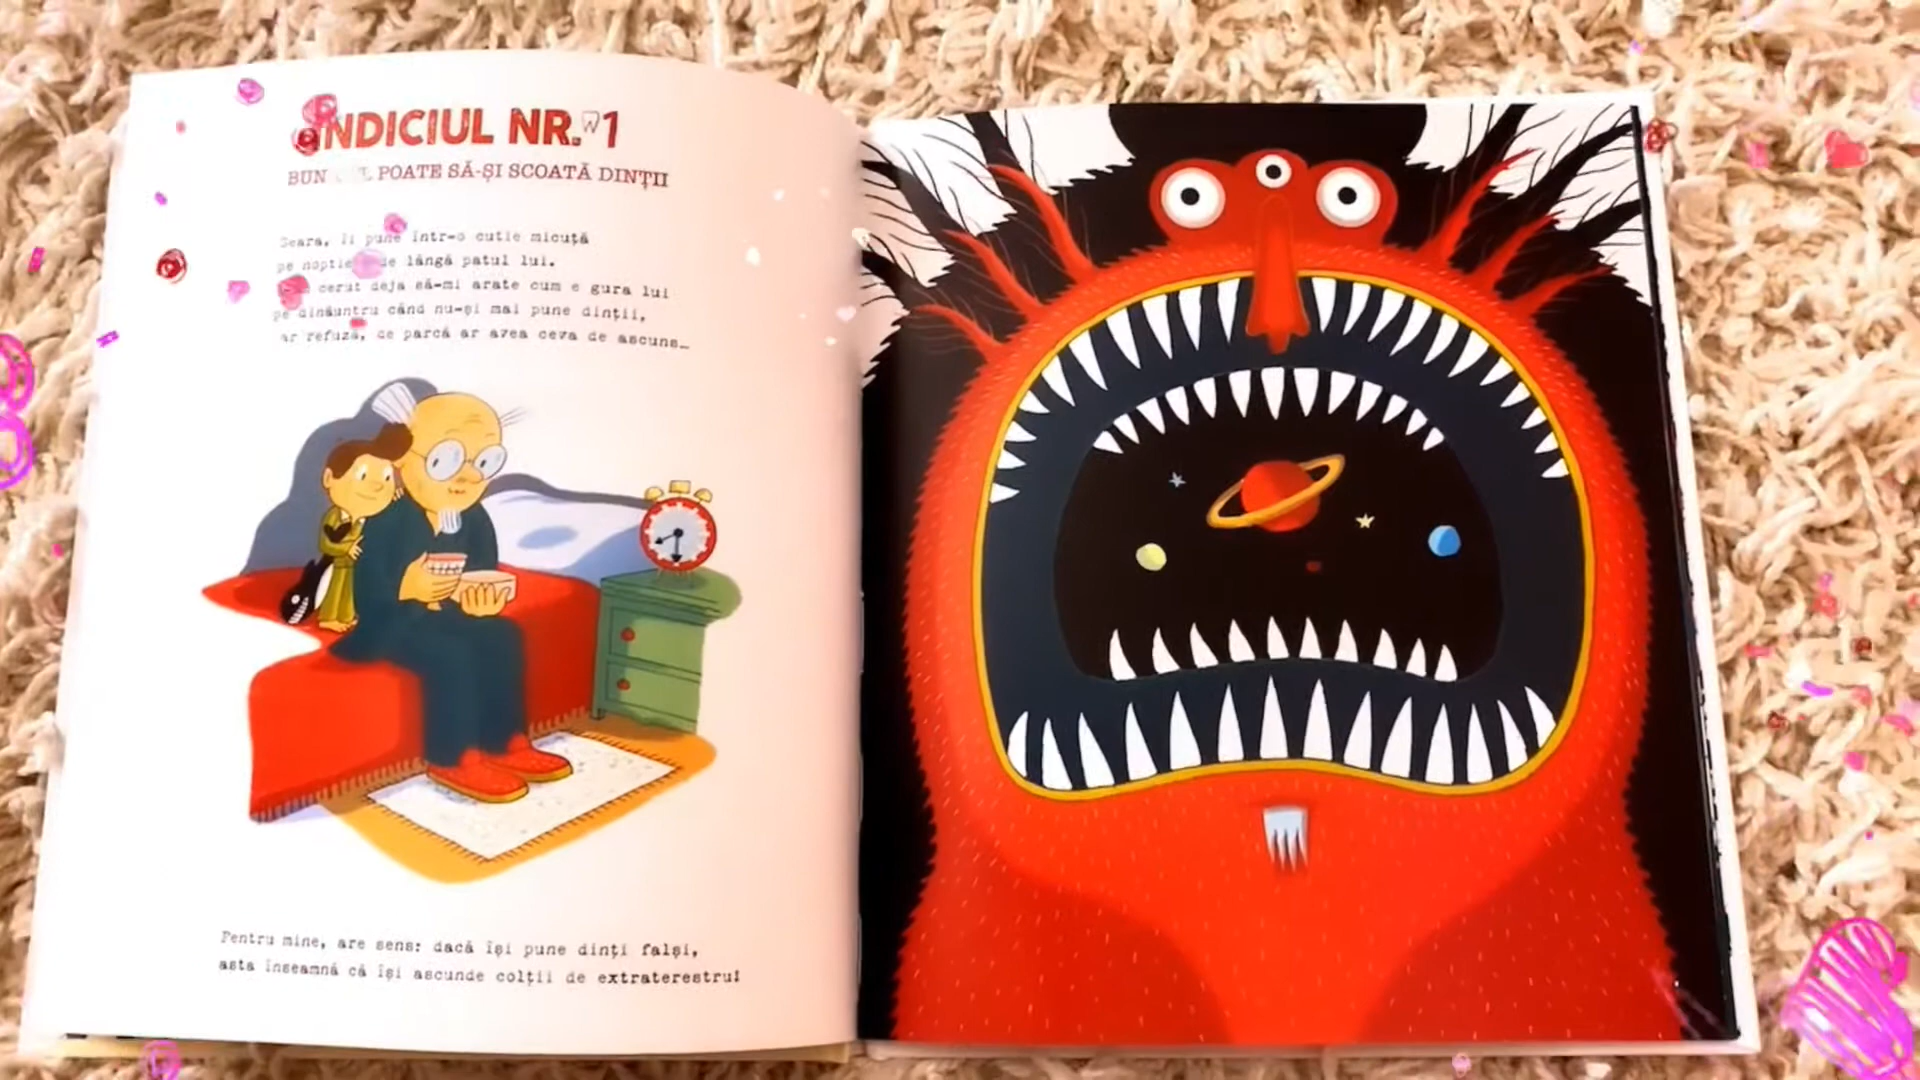 INDICIUL NR. 1
POATE SĂ-ȘI SCOATĂ DINȚII
Seara, îi pune într-o cutie micuță
pe de lângă patul lui.
cerut deja să-mi arate cum e gura lui
pe dinăuntru când nu-și mai pune dinții,
ar refuza, de parcă ar avea ceva de ascuns…
Pentru mine, are sens: dacă își pune dinți falși,
asta înseamnă că își ascunde colții de extraterestru!